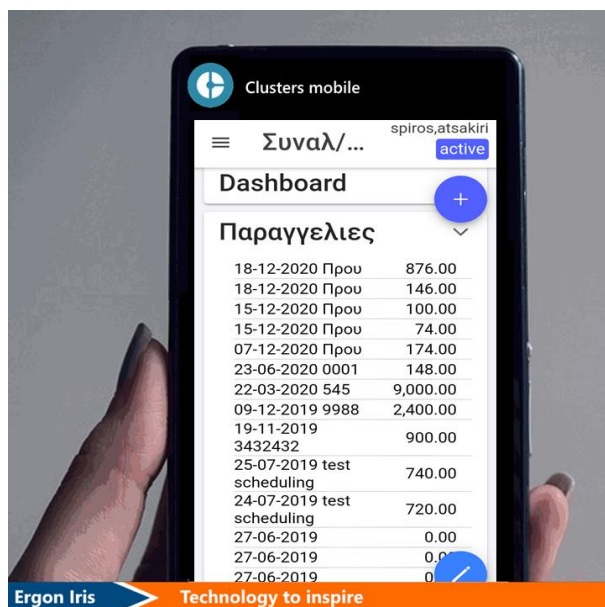 Clusters mobile
Συναλ/...
spiros,atsakiri
active
Dashboard
+
Παραγγελιες
18-12-2020 Πρου 876.00
18-12-2020 Πρου 146.00
15-12-2020 Πρου 100.00
15-12-2020 Πρου 74.00
07-12-2020 Πρου 174.00
23-06-2020 0001 148.00
22-03-2020 545 9,000.00
09-12-2019 9988 2,400.00
19-11-2019
3432432 900.00
25-07-2019 test
scheduling 740.00
24-07-2019 test
scheduling 720.00
27-06-2019 0.00
27-06-2019
27-06-2019
Ergon Iris
Technology to inspire